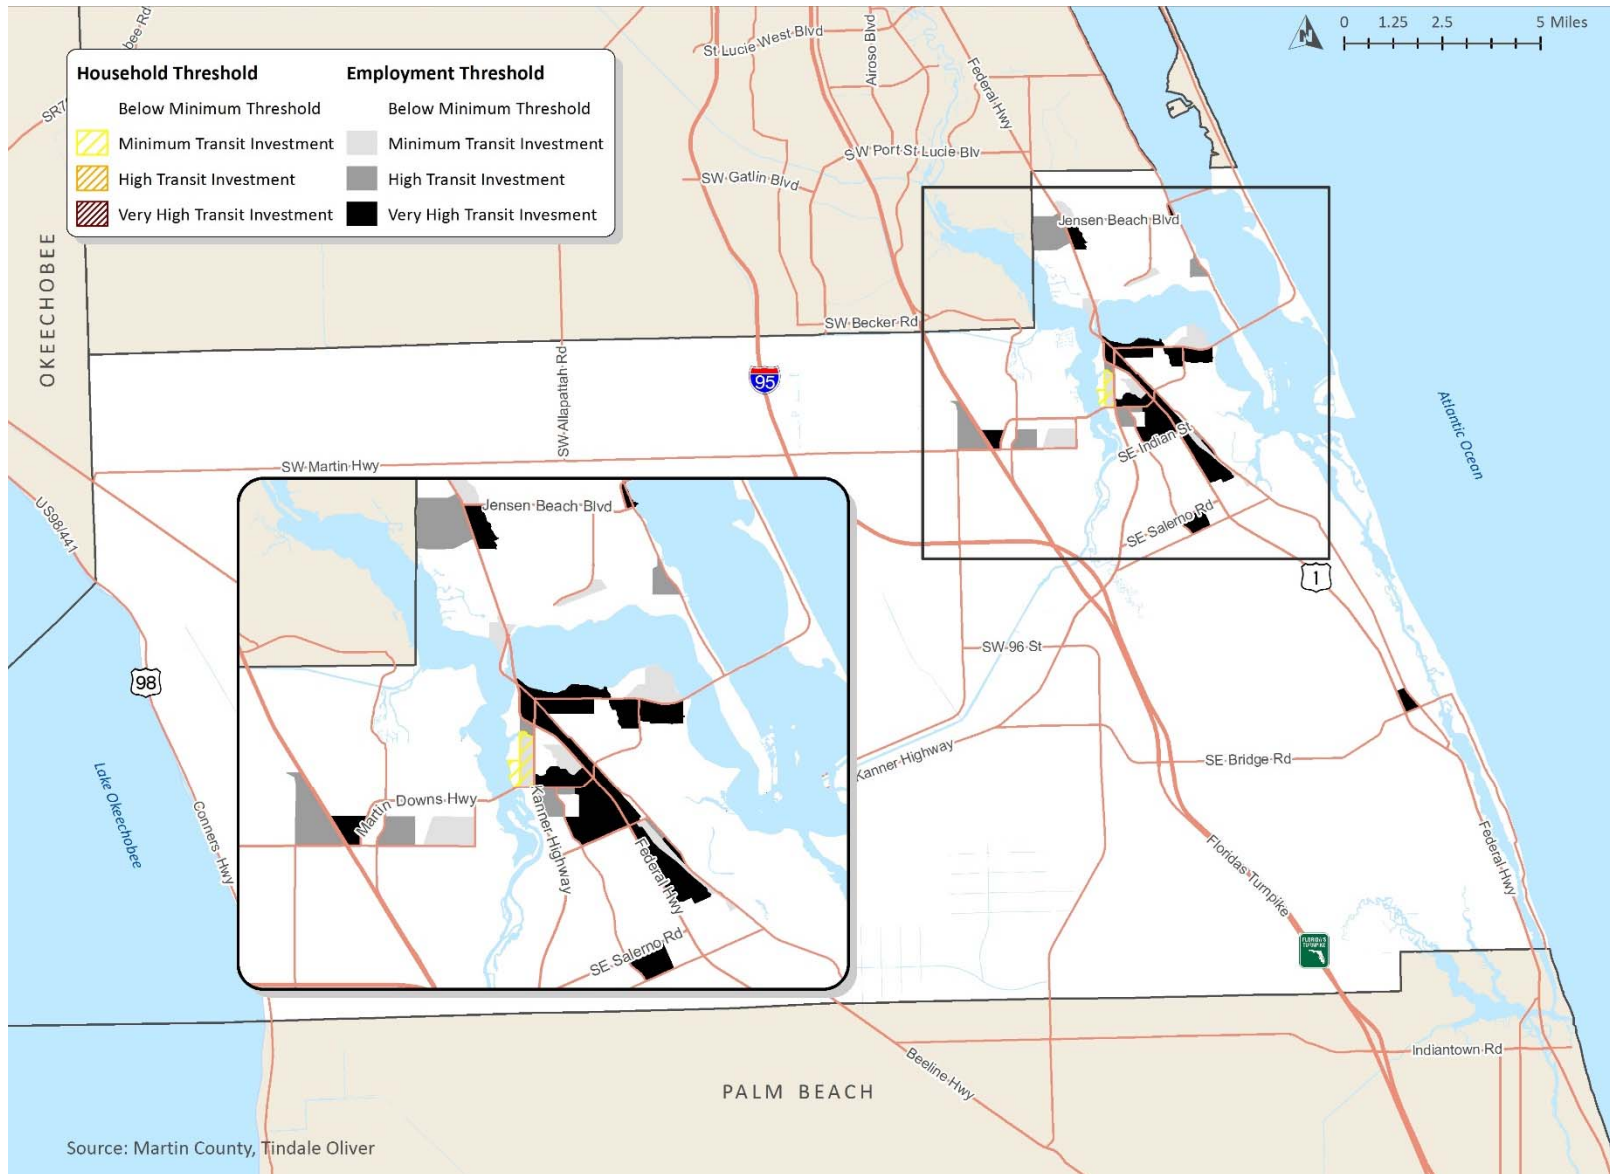 Household Threshold
Below Minimum Threshold
Minimum Transit Investment
High Transit Investment
Very High Transit Investment
Employment Threshold
Below Minimum Threshold
Minimum Transit Investment
High Transit Investment
Very High Transit Invesment
0 1.25 2.5 5 Miles
N
bee Rd
SR7
St Lucie West Blvd
Airoso Blvd
Federal Hwy
SW Port St Lucie Blv
SW Gatlin Blvd
Jensen Beach Blvd
OKEECHOBEE
SW Becker Rd
SW Allapattah Rd
95
Atlantic Ocean
SE Indian St
SW Martin Hwy
US98/441
SE Salerno Rd
1
98
SW 96 St
Kanner Highway
SE Bridge Rd
Lake Okeechobee
Conners Hwy
Floridas Turnpike
Federal Hwy
FLORIDA'S
TURNPIKE
Jensen Beach Blvd
Martin Downs Hwy
Kanner Highway
Federal Hwy
SE Salerno Rd
Indiantown Rd
Beeline Hwy
PALM BEACH
Source: Martin County, Tindale Oliver